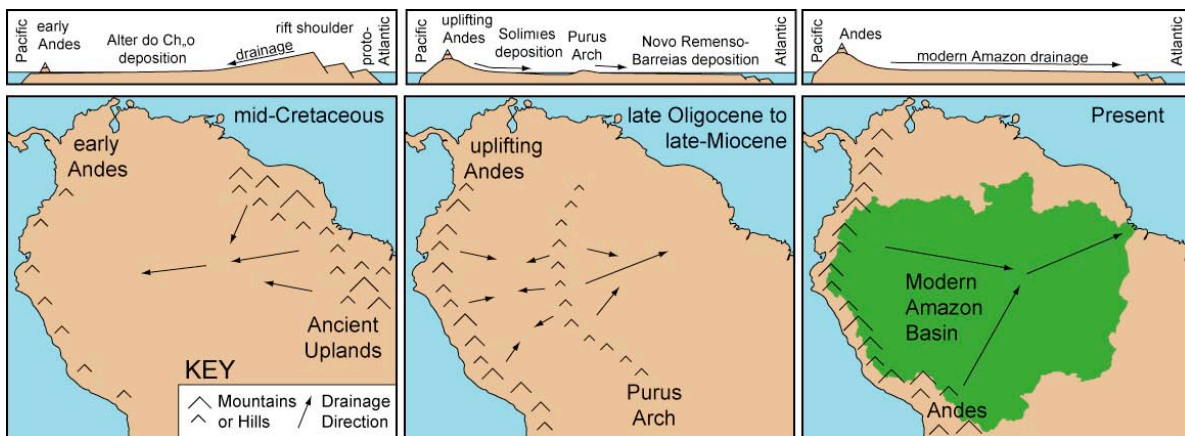 Pacific
early
Andes
Alter do Ch„o
deposition
drainage
rift shoulder
proto-
Atlantic
Pacific
uplifting
Andes
Solimıes
deposition
Purus
Arch
Novo Remenso-
Barreias deposition
Atlantic
Pacific
Andes
modern Amazon drainage
Atlantic
mid-Cretaceous
early
Andes
Ancient
Uplands
KEY
Mountains
or Hills
Drainage
Direction
late Oligocene to
late-Miocene
uplifting
Andes
Purus
Arch
Present
Modern
Amazon
Basin
Andes